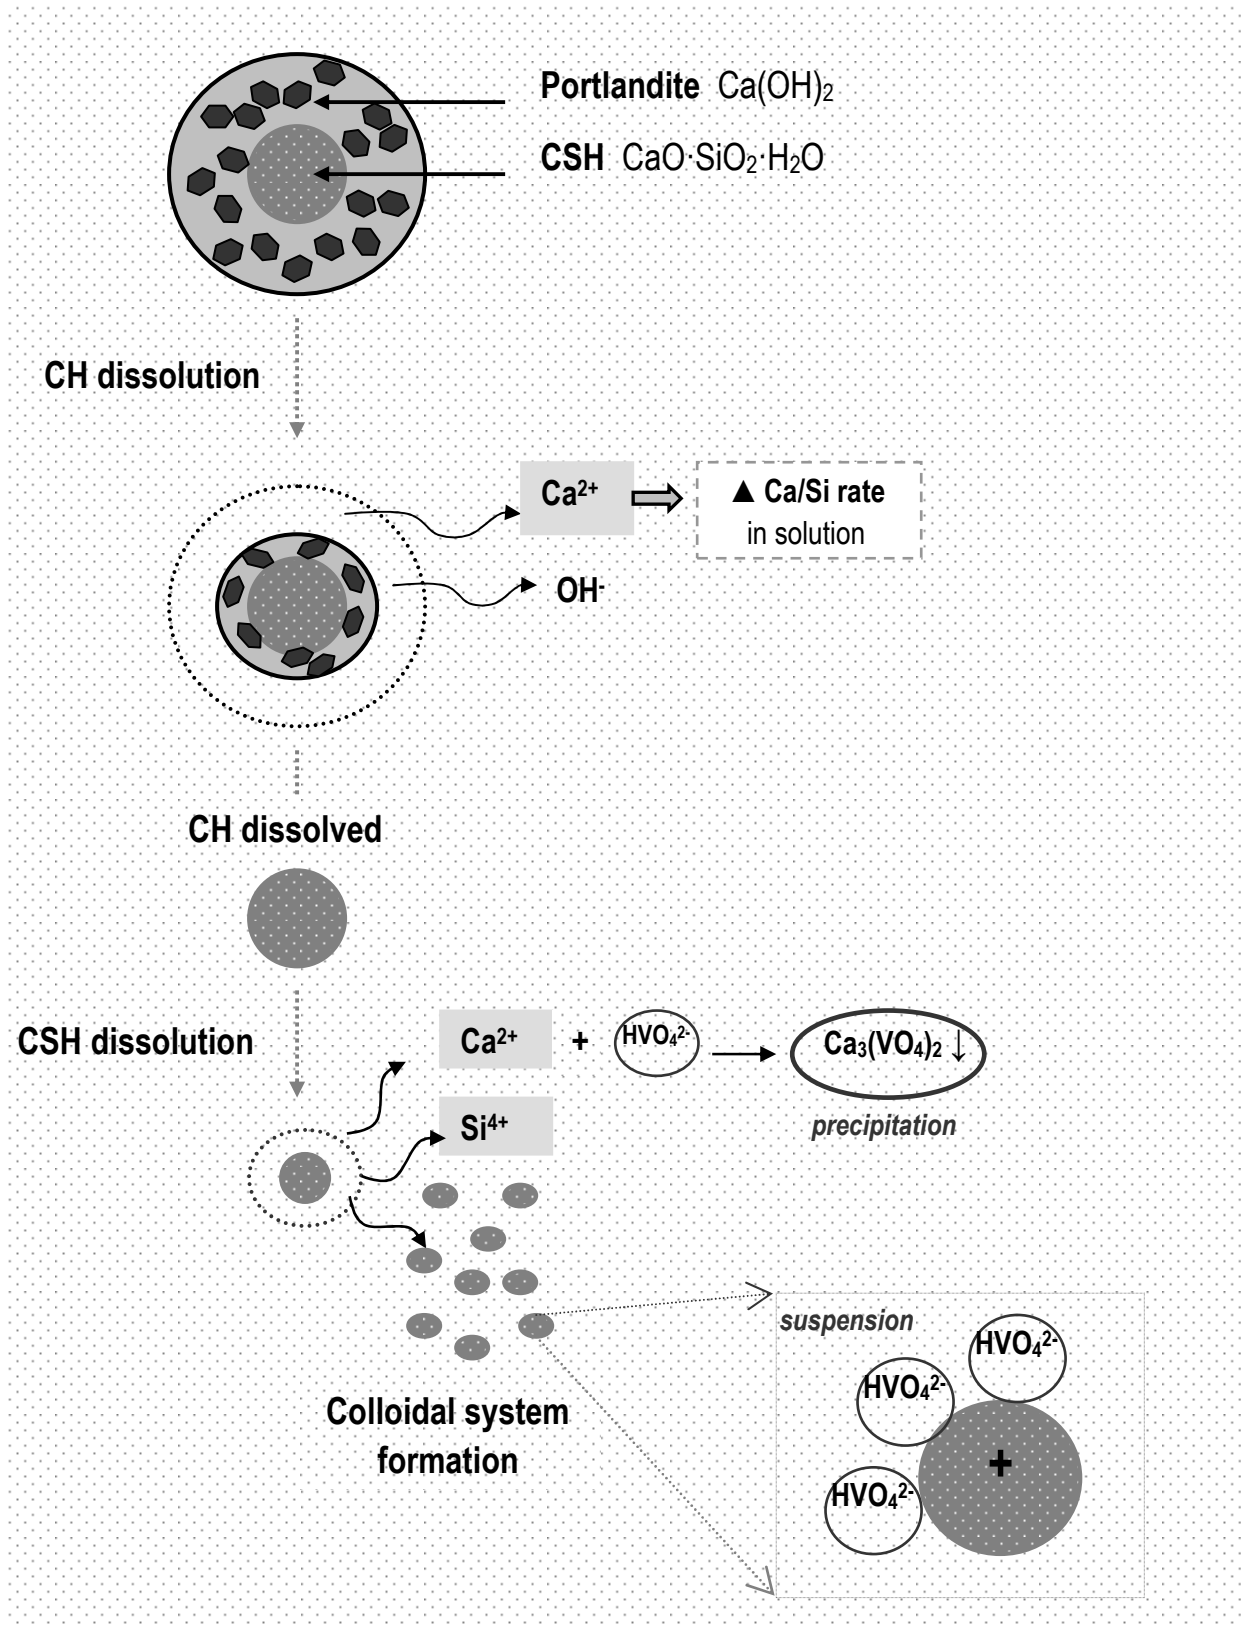 Portlandite Ca(OH)₂
CSH CaO·SiO₂·H₂O
CH dissolution
Ca²⁺
▲ Ca/Si rate
in solution
OH⁻
CH dissolved
CSH dissolution
Ca²⁺ + HVO₄²⁻ Ca₃(VO₄)₂ ↓
precipitation
Si⁴⁺
suspension
HVO₄²⁻
HVO₄²⁻
Colloidal system
formation
+
HVO₄²⁻